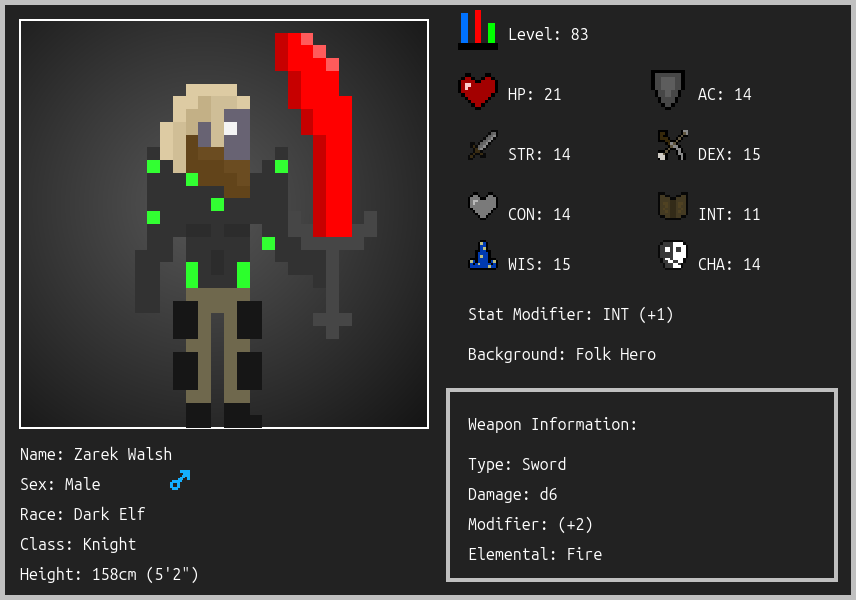 Level: 83
HP: 21
AC: 14
STR: 14
DEX: 15
CON: 14
INT: 11
WIS: 15
CHA: 14
Stat Modifier: INT (+1)
Background: Folk Hero
Weapon Information:
Type: Sword
Damage: d6
Modifier: (+2)
Elemental: Fire
Name: Zarek Walsh
Sex: Male
Race: Dark Elf
Class: Knight
Height: 158cm (5'2")